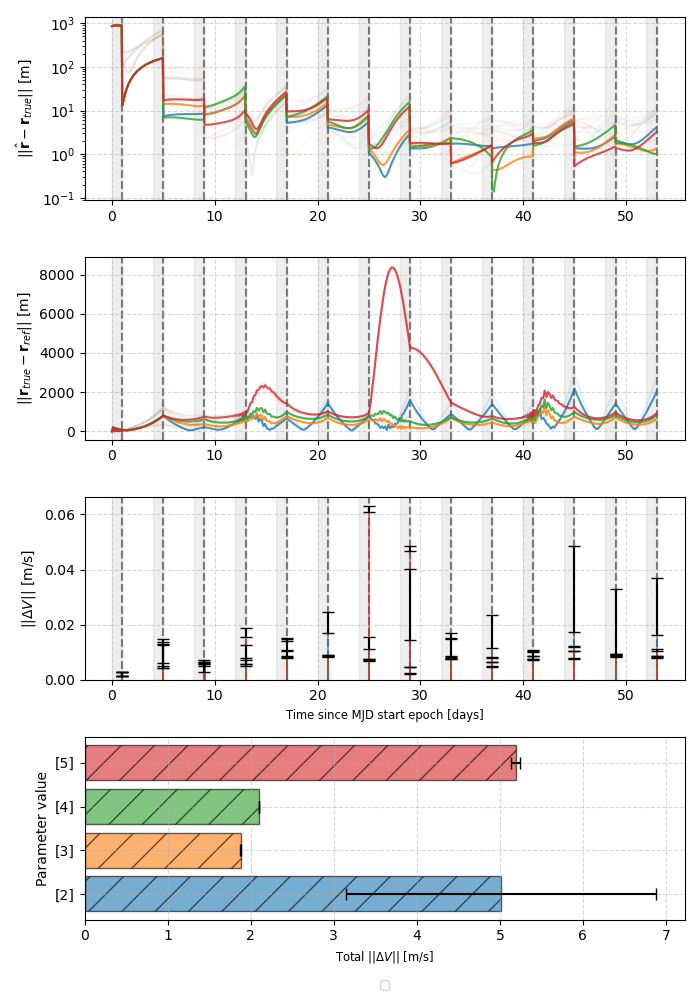 10³
10²
10¹
10⁰
10⁻¹
||r̂ − r_true|| [m]
0 10 20 30 40 50
8000
6000
4000
2000
0
||r_true − r_ref|| [m]
0 10 20 30 40 50
0.06
0.04
0.02
0.00
||ΔV|| [m/s]
0 10 20 30 40 50
Time since MJD start epoch [days]
[5]
[4]
[3]
[2]
Parameter value
0 1 2 3 4 5 6 7
Total ||ΔV|| [m/s]